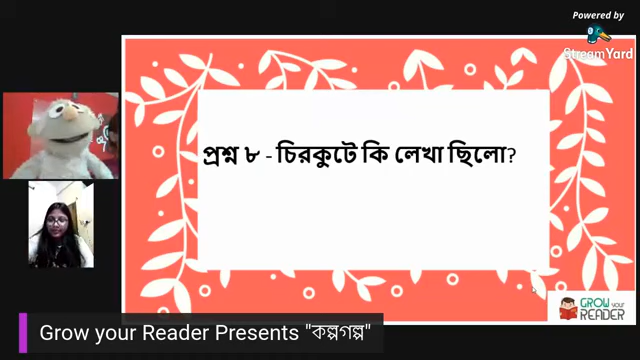 Powered by
StreamYard
প্রশ্ন ৮ - চিরকুটে কি লেখা ছিলো?
GROW your
READER
Grow your Reader Presents "কল্পগল্প"